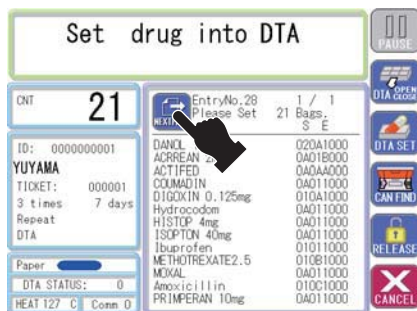 Set drug into DTA
PAUSE
DTA OPEN CLOSE
DTA SET
CAN FIND
RELEASE
CANCEL
CNT 21
ID: 0000000001
YUYAMA
TICKET: 000001
3 times 7 days
Repeat
DTA
Paper
DTA STATUS: 0
HEAT 127 C Comm 0
NEXT
EntryNo.28 1 / 1
Please Set 21 Bags.
S E
DANOL 020A1000
ACRREAN 0A01B000
ACTIFED 0A0AA000
COUMADIN 0A011000
DIGOXIN 0.125mg 010A1000
Hydrocodom 0A011000
HISTOP 4mg 0A011000
ISOPTON 40mg 0A011000
Ibuprofen 01011000
METHOTREXATE2.5 010B1000
MOXAL 0A011000
Amoxicillin 010C1000
PRIMPERAN 10mg 0A011000